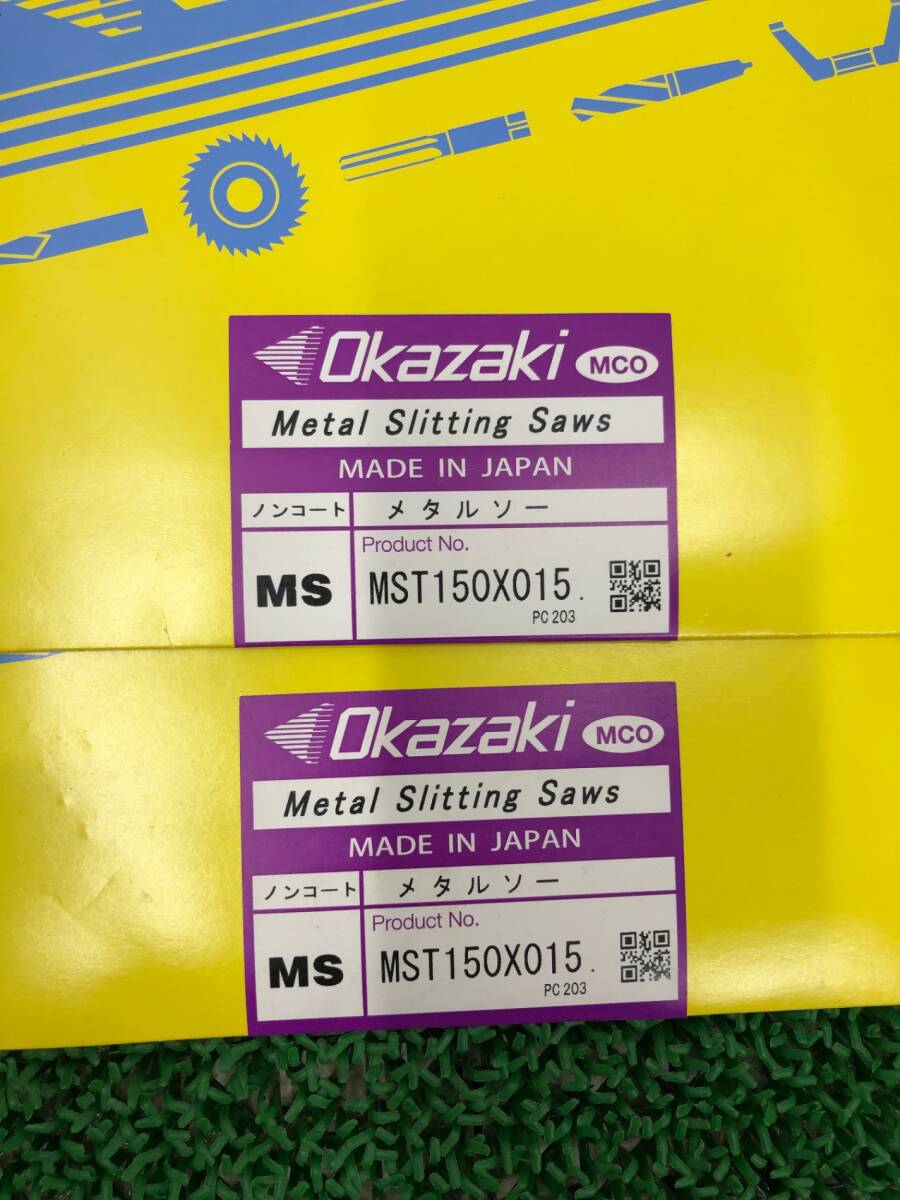 Okazaki MCO
Metal Slitting Saws
MADE IN JAPAN
ノンコート メタルソー
Product No.
MS MST150X015.
PC 203
Okazaki MCO
Metal Slitting Saws
MADE IN JAPAN
ノンコート メタルソー
Product No.
MS MST150X015.
PC 203